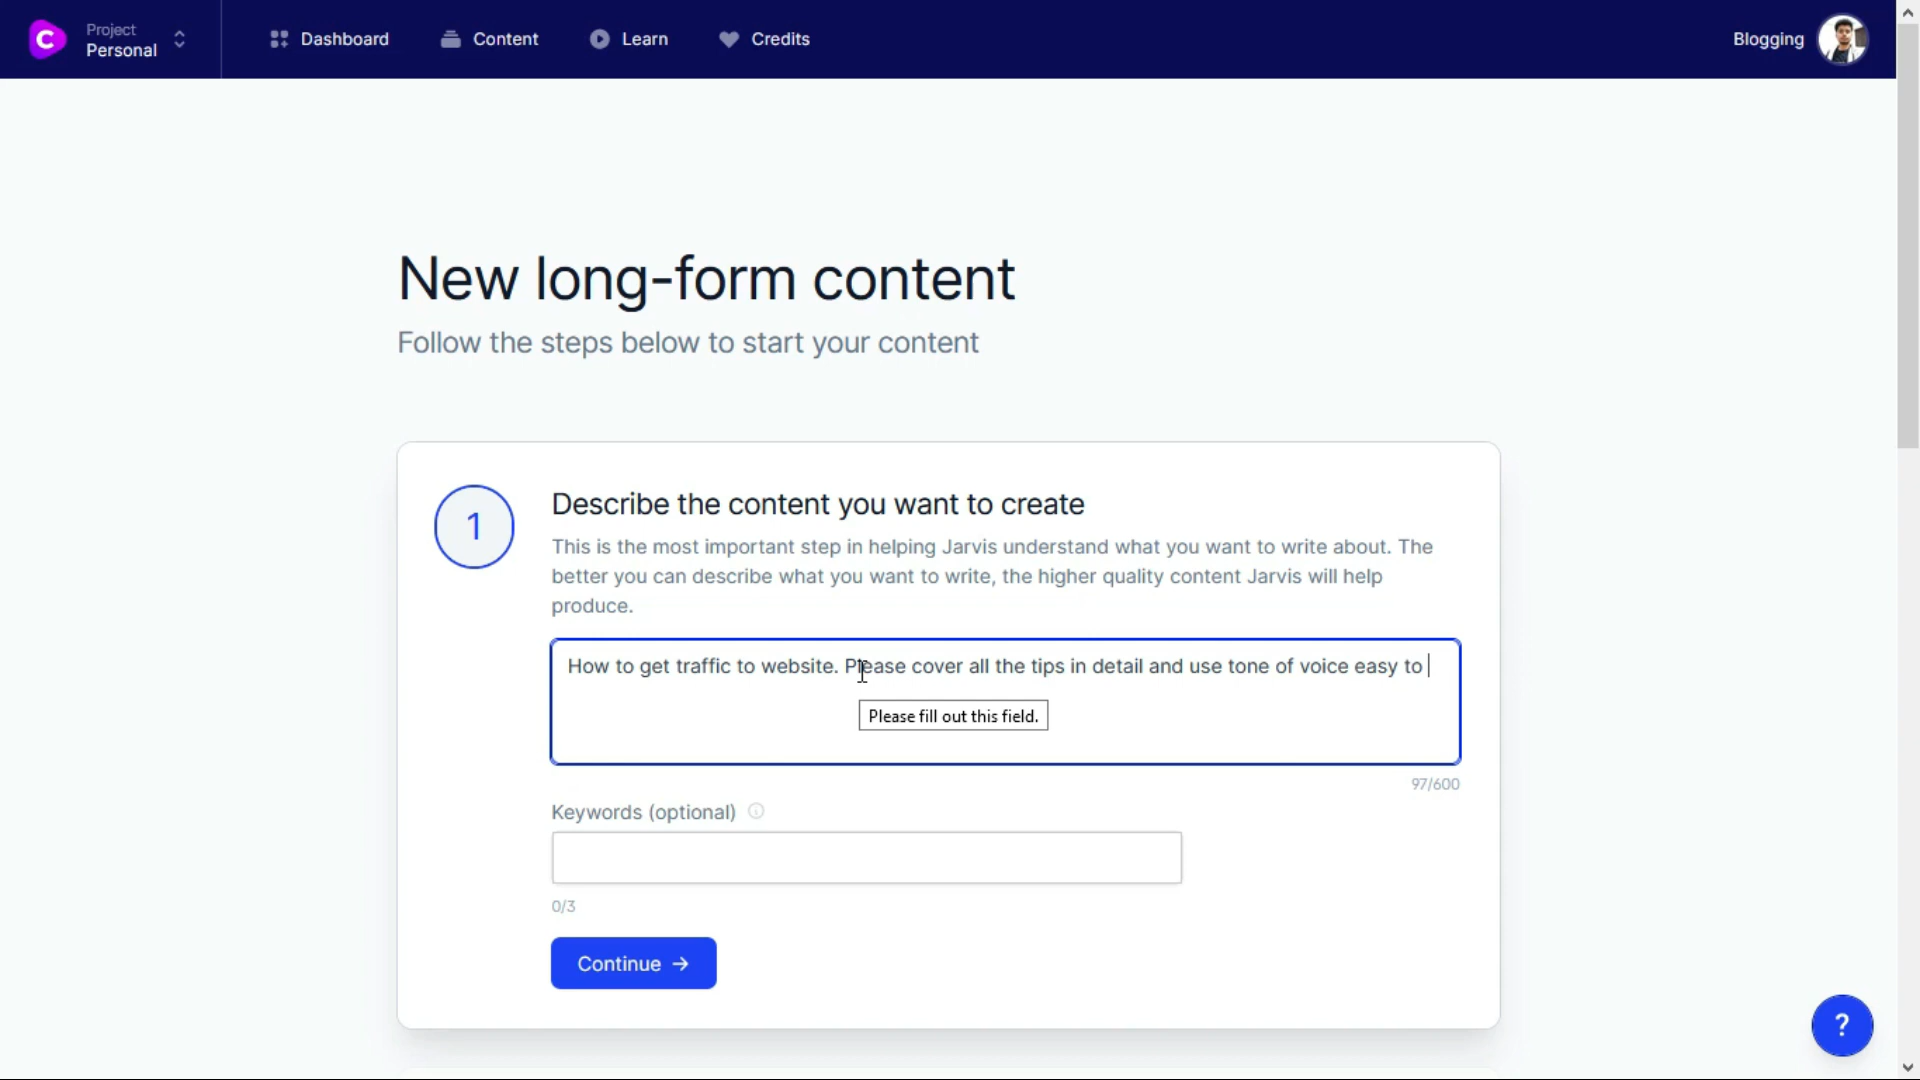 Project
Personal
Dashboard
Content
Learn
Credits
Blogging
New long-form content
Follow the steps below to start your content
1
Describe the content you want to create
This is the most important step in helping Jarvis understand what you want to write about. The
better you can describe what you want to write, the higher quality content Jarvis will help
produce.
How to get traffic to website. Please cover all the tips in detail and use tone of voice easy to
Please fill out this field.
97/600
Keywords (optional)
0/3
Continue →
?